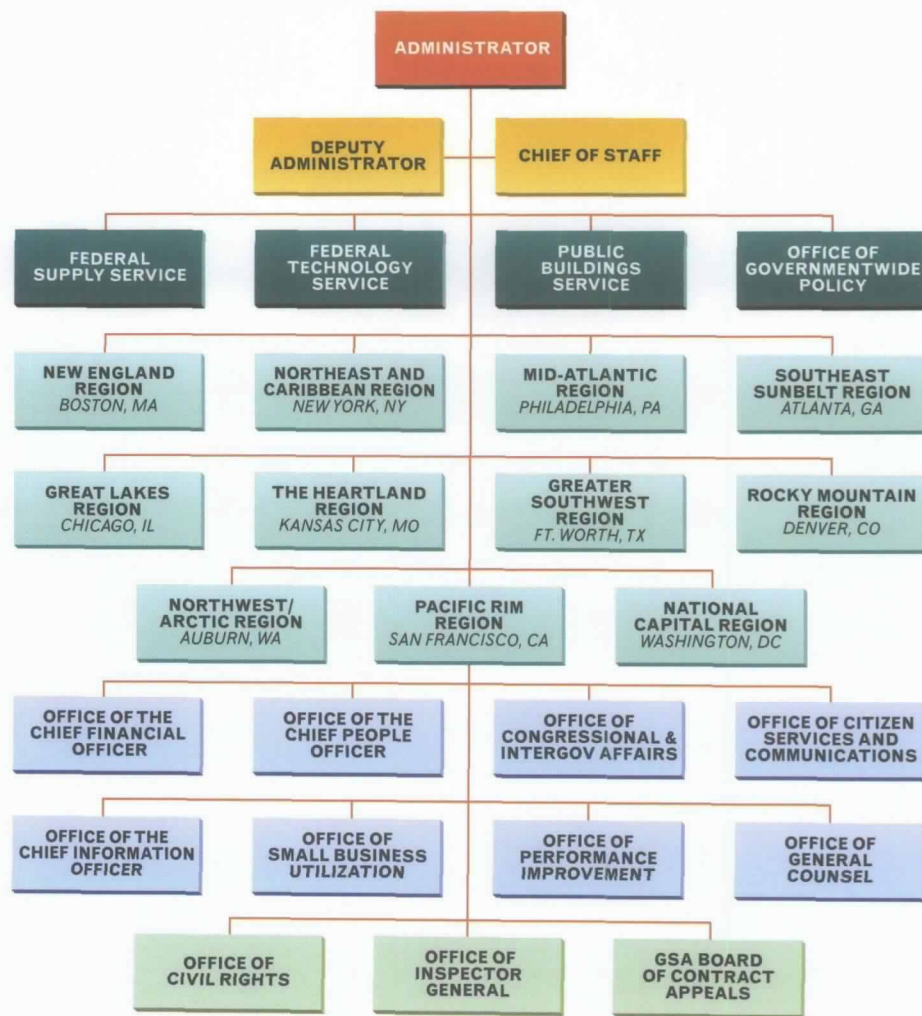 ADMINISTRATOR
DEPUTY
ADMINISTRATOR
CHIEF OF STAFF
FEDERAL
SUPPLY SERVICE
FEDERAL
TECHNOLOGY
SERVICE
PUBLIC
BUILDINGS
SERVICE
OFFICE OF
GOVERNMENTWIDE
POLICY
NEW ENGLAND
REGION
BOSTON, MA
NORTHEAST AND
CARIBBEAN REGION
NEW YORK, NY
MID-ATLANTIC
REGION
PHILADELPHIA, PA
SOUTHEAST
SUNBELT REGION
ATLANTA, GA
GREAT LAKES
REGION
CHICAGO, IL
THE HEARTLAND
REGION
KANSAS CITY, MO
GREATER
SOUTHWEST
REGION
FT. WORTH, TX
ROCKY MOUNTAIN
REGION
DENVER, CO
NORTHWEST/
ARCTIC REGION
AUBURN, WA
PACIFIC RIM
REGION
SAN FRANCISCO, CA
NATIONAL
CAPITAL REGION
WASHINGTON, DC
OFFICE OF THE
CHIEF FINANCIAL
OFFICER
OFFICE OF THE
CHIEF PEOPLE
OFFICER
OFFICE OF
CONGRESSIONAL &
INTERGOV AFFAIRS
OFFICE OF CITIZEN
SERVICES AND
COMMUNICATIONS
OFFICE OF THE
CHIEF INFORMATION
OFFICER
OFFICE OF
SMALL BUSINESS
UTILIZATION
OFFICE OF
PERFORMANCE
IMPROVEMENT
OFFICE OF
GENERAL
COUNSEL
OFFICE OF
CIVIL RIGHTS
OFFICE OF
INSPECTOR
GENERAL
GSA BOARD
OF CONTRACT
APPEALS